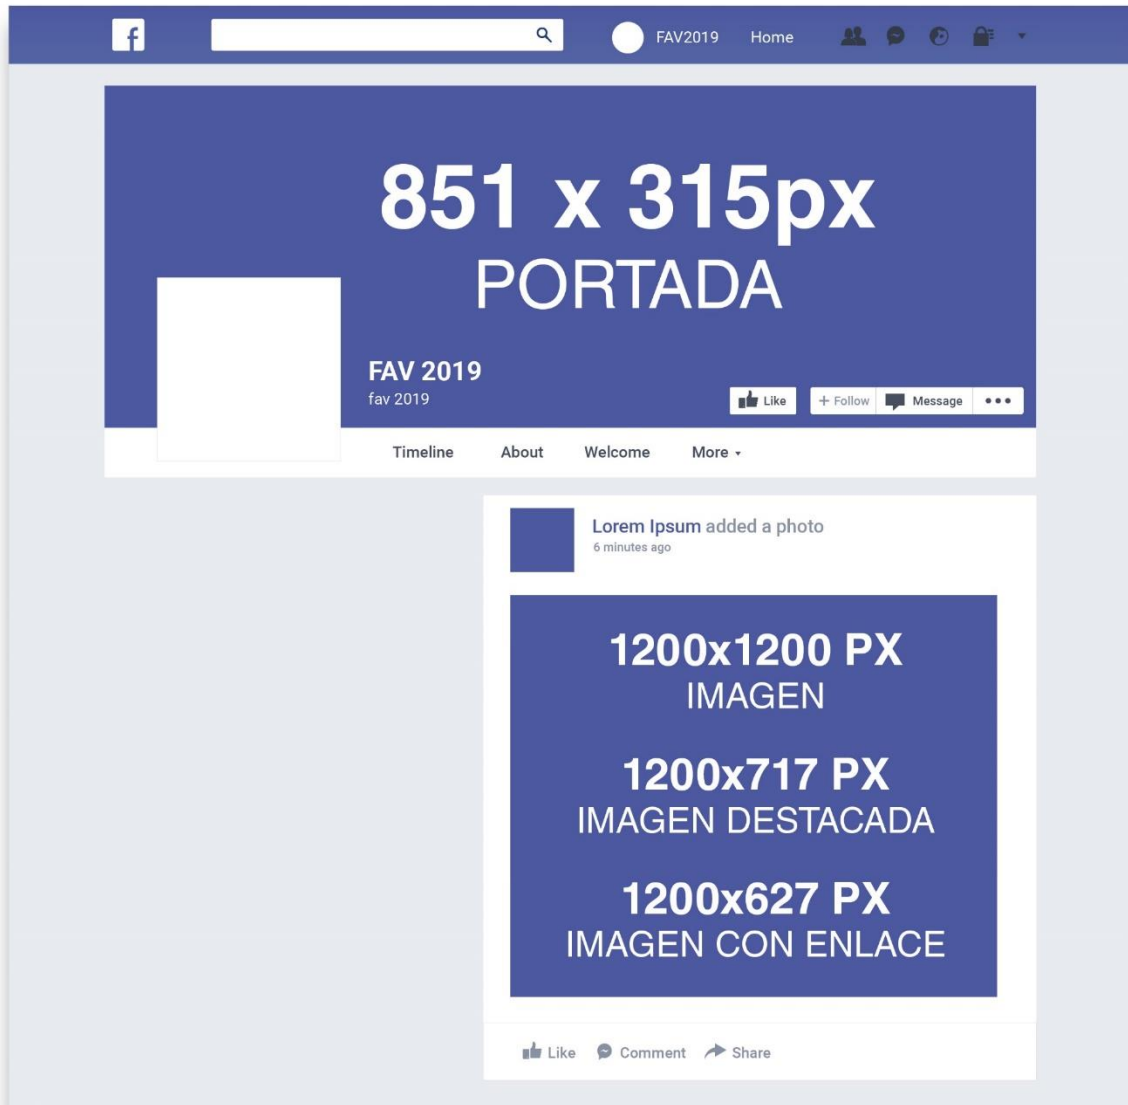 f
FAV2019 Home
851 x 315px
PORTADA
FAV 2019
fav 2019
Like + Follow Message
Timeline About Welcome More
Lorem Ipsum added a photo
6 minutes ago
1200x1200 PX
IMAGEN
1200x717 PX
IMAGEN DESTACADA
1200x627 PX
IMAGEN CON ENLACE
Like Comment Share